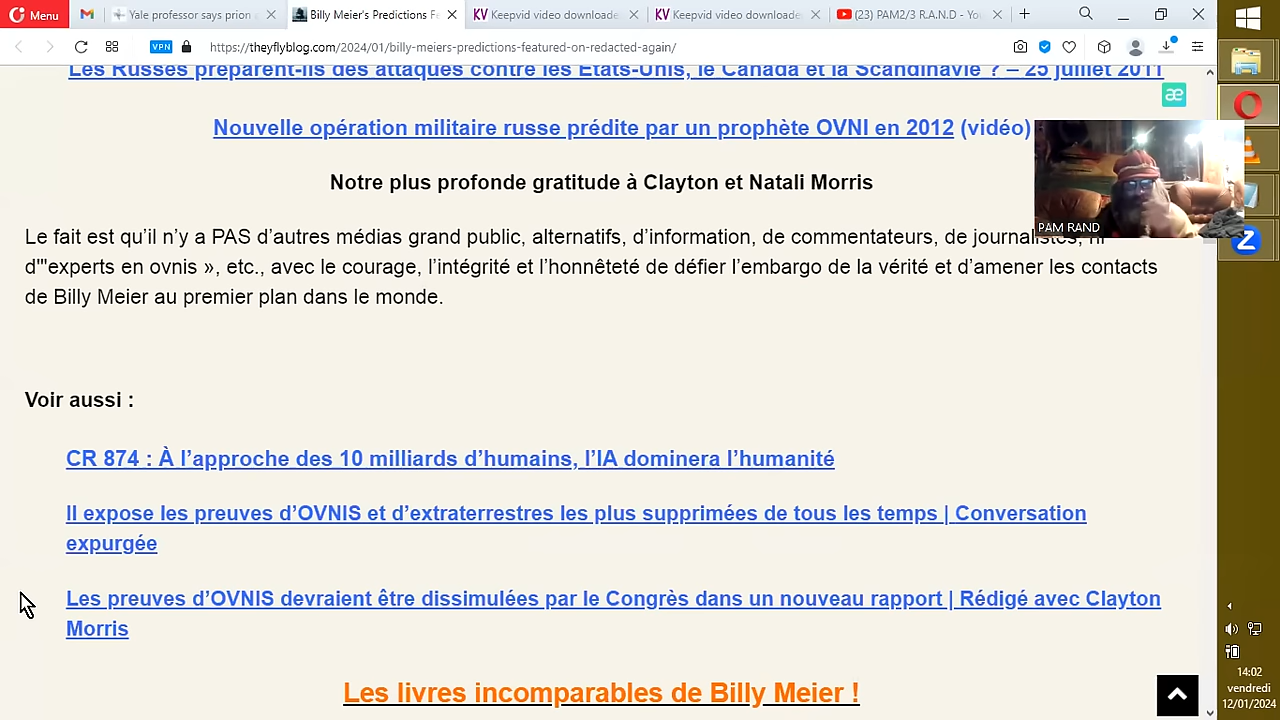 Menu
Yale professor says prion
Billy Meier's Predictions Fe
KV Keepvid video downloade
KV Keepvid video downloade
(23) PAM2/3 R.A.N.D - You
VPN
https://theyflyblog.com/2024/01/billy-meiers-predictions-featured-on-redacted-again/
Les Russes préparent-ils des attaques contre les États-Unis, le Canada et la Scandinavie ? – 25 juillet 2011
æ
Nouvelle opération militaire russe prédite par un prophète OVNI en 2012 (vidéo)
Notre plus profonde gratitude à Clayton et Natali Morris
PAM RAND
Le fait est qu’il n’y a PAS d’autres médias grand public, alternatifs, d’information, de commentateurs, de journalistes, ni
d'"experts en ovnis », etc., avec le courage, l’intégrité et l’honnêteté de défier l’embargo de la vérité et d’amener les contacts
de Billy Meier au premier plan dans le monde.
Voir aussi :
CR 874 : À l’approche des 10 milliards d’humains, l’IA dominera l’humanité
Il expose les preuves d’OVNIS et d’extraterrestres les plus supprimées de tous les temps | Conversation
expurgée
Les preuves d’OVNIS devraient être dissimulées par le Congrès dans un nouveau rapport | Rédigé avec Clayton
Morris
Les livres incomparables de Billy Meier !
Z
14:02
vendredi
12/01/2024